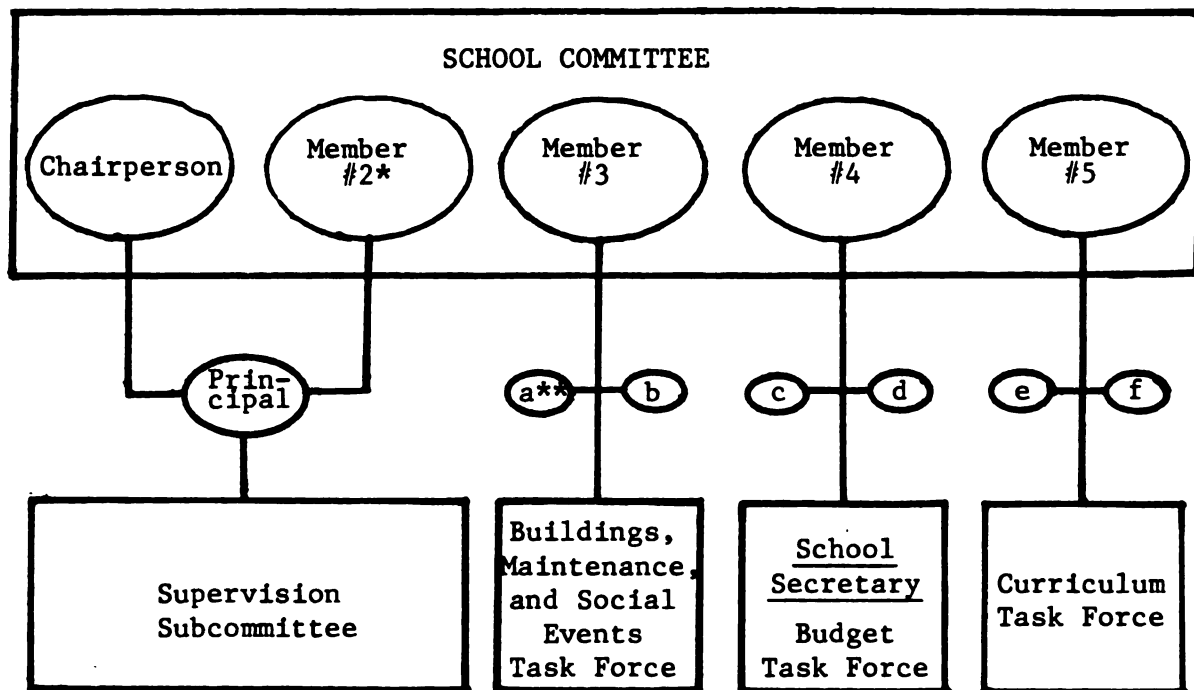 SCHOOL COMMITTEE
Chairperson
Member
#2*
Member
#3
Member
#4
Member
#5
Prin-
cipal
a**
b
c
d
e
f
Supervision
Subcommittee
Buildings,
Maintenance,
and Social
Events
Task Force
School
Secretary
Budget
Task Force
Curriculum
Task Force